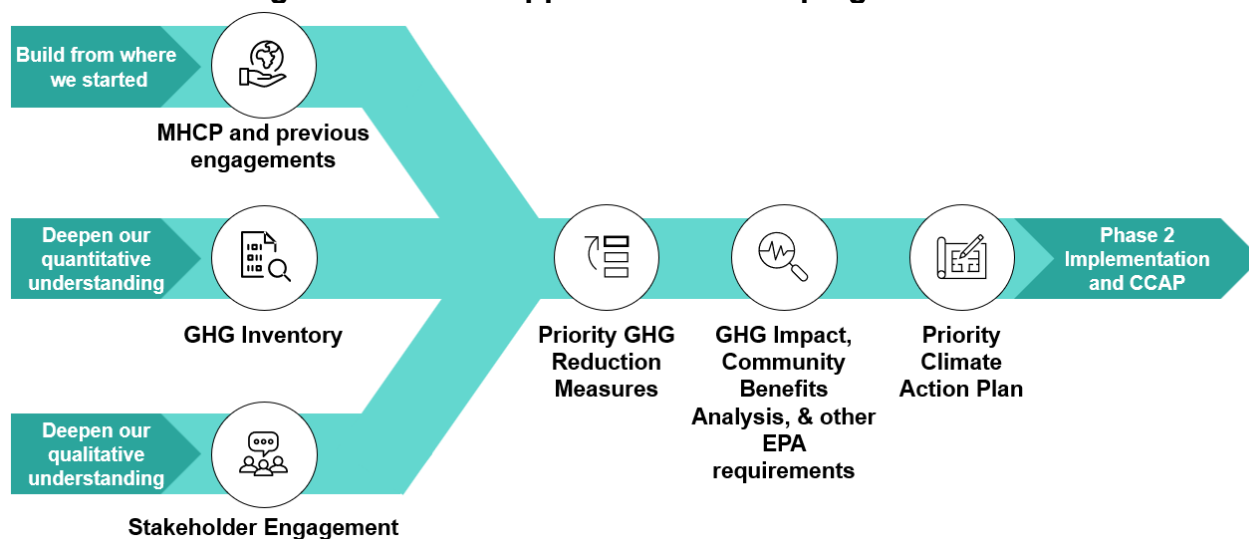 Build from where
we started
MHCP and previous
engagements
Deepen our
quantitative
understanding
GHG Inventory
Deepen our
qualitative
understanding
Stakeholder Engagement
Priority GHG
Reduction
Measures
GHG Impact,
Community
Benefits
Analysis, & other
EPA
requirements
Priority
Climate
Action Plan
Phase 2
Implementation
and CCAP